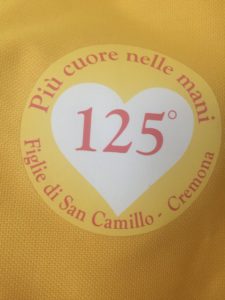 Più cuore nelle mani
125°
Figlie di San Camillo - Cremona